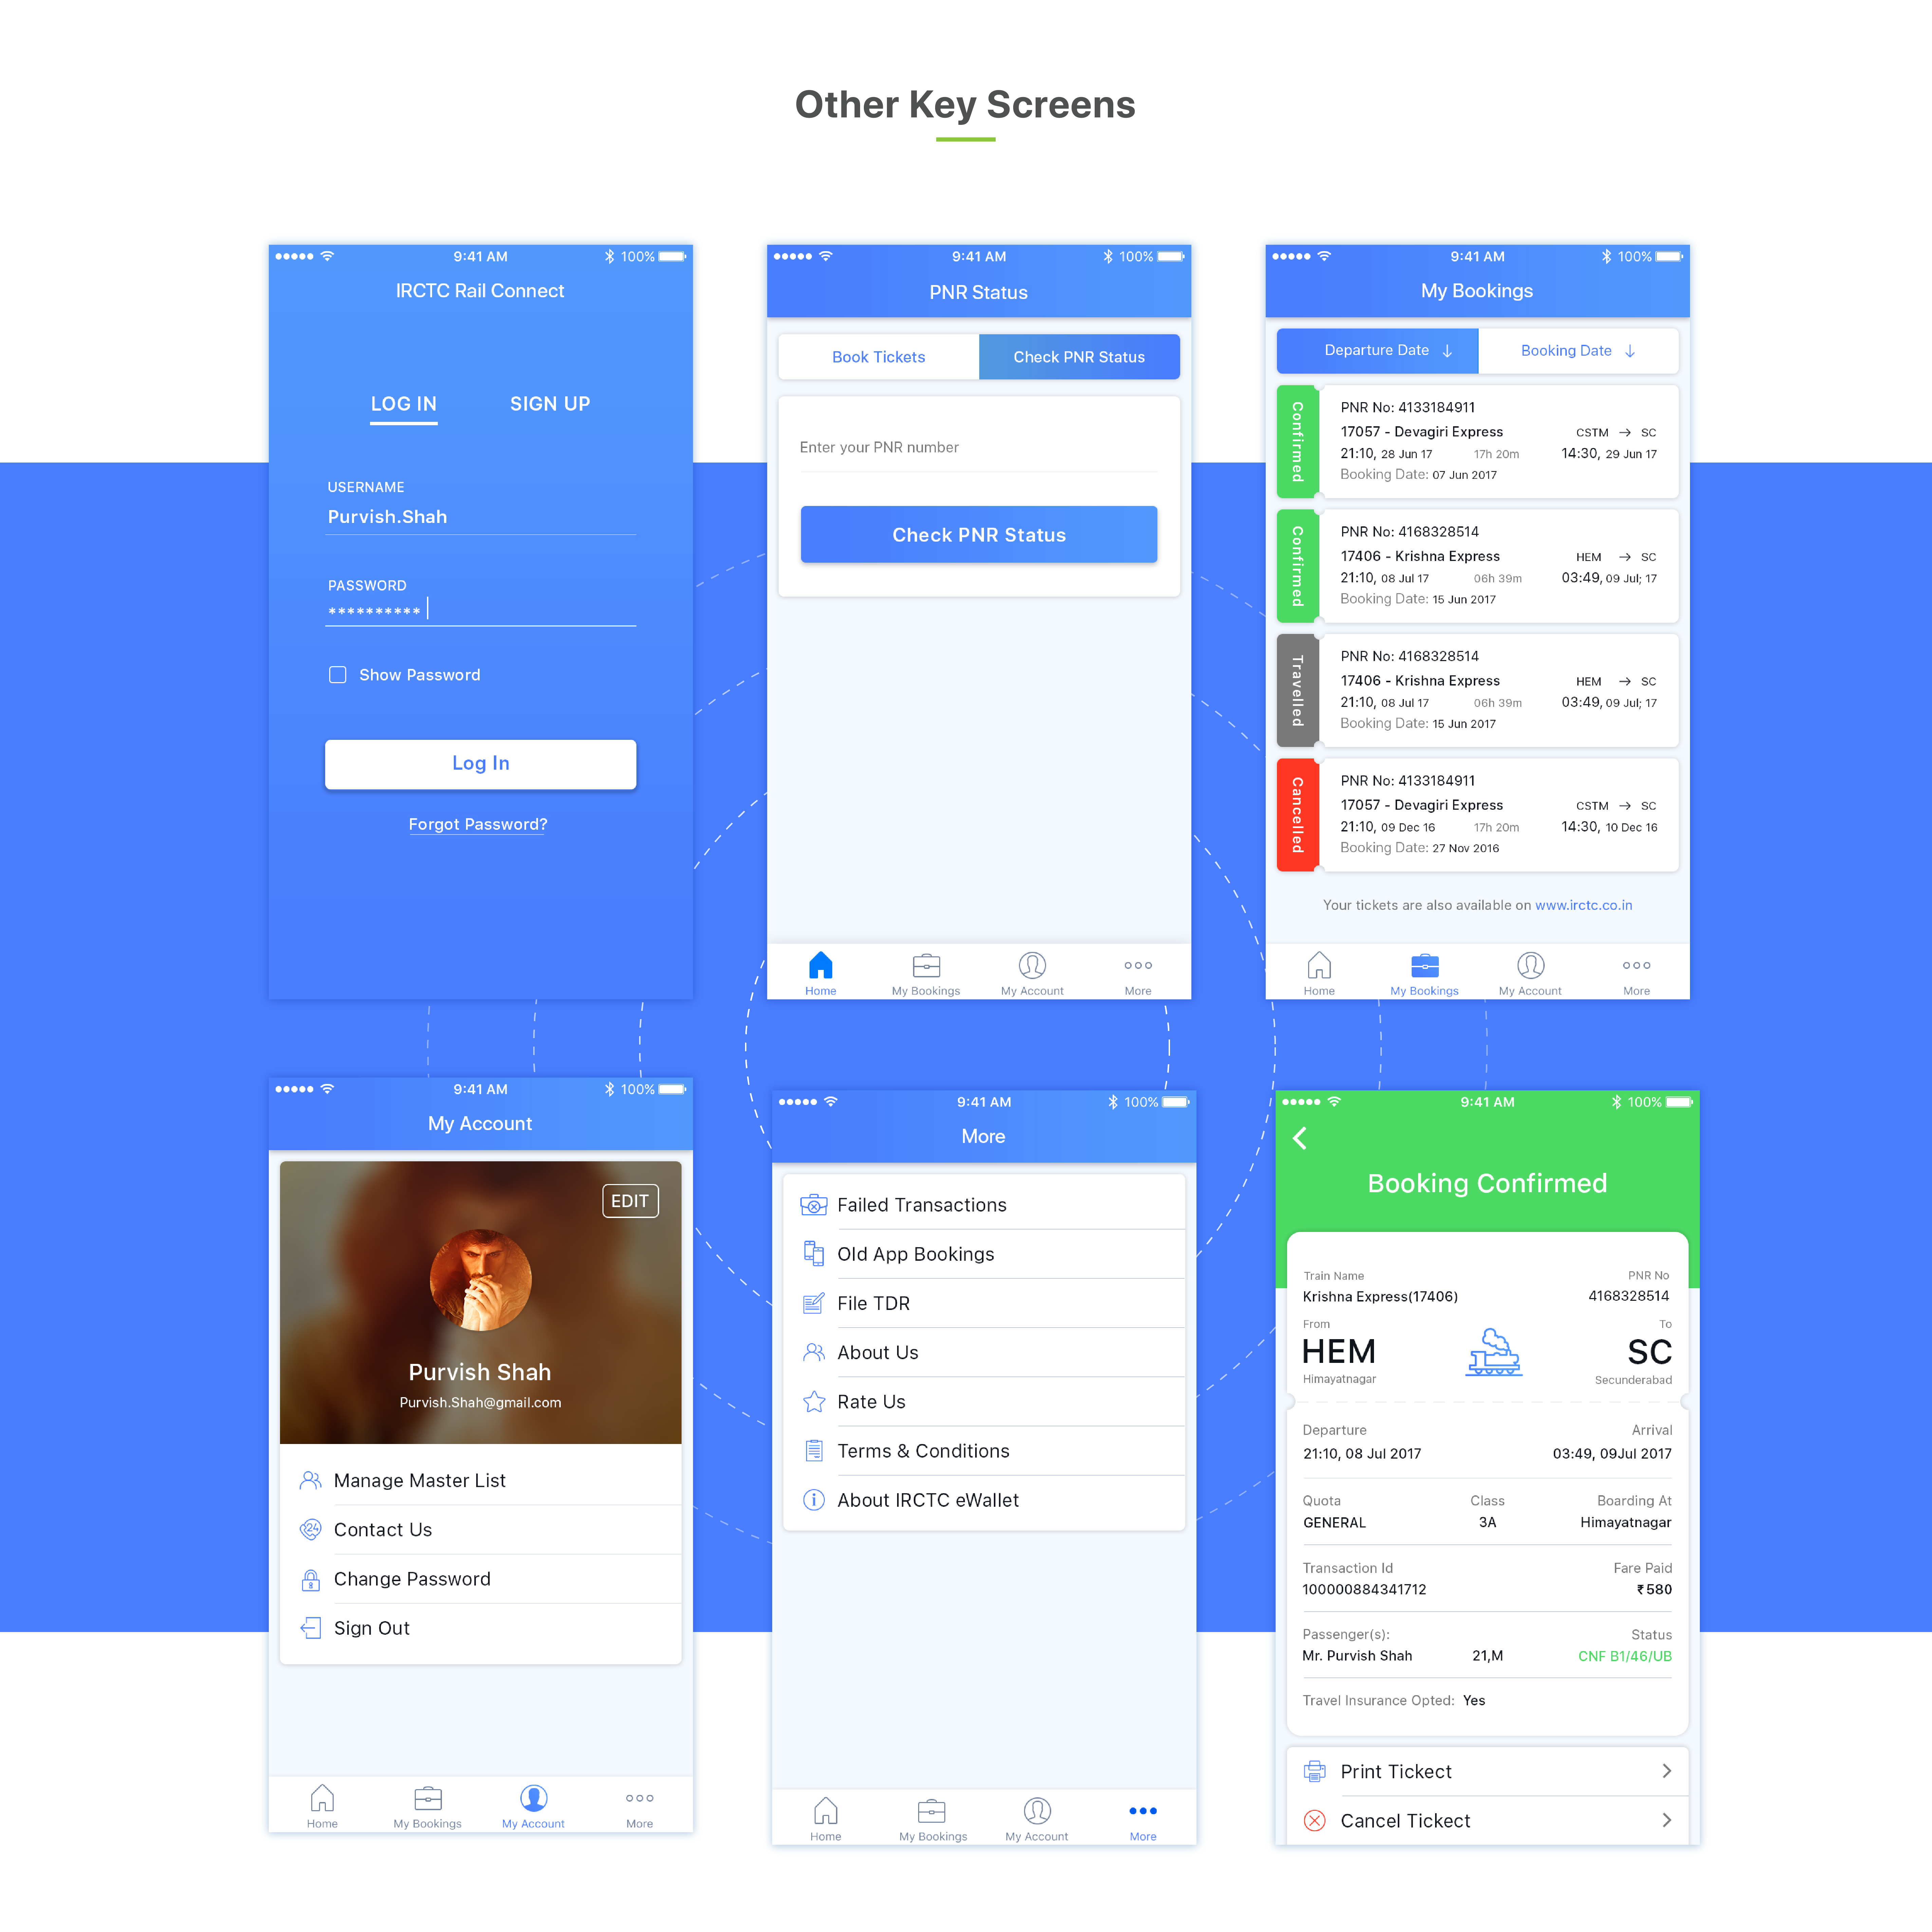 Other Key Screens
9:41 AM 100%
IRCTC Rail Connect
LOG IN SIGN UP
USERNAME
Purvish.Shah
PASSWORD
**********
Show Password
Log In
Forgot Password?
9:41 AM 100%
PNR Status
Book Tickets Check PNR Status
Enter your PNR number
Check PNR Status
Home My Bookings My Account More
9:41 AM 100%
My Bookings
Departure Date ↓ Booking Date ↓
Confirmed
PNR No: 4133184911
17057 - Devagiri Express CSTM → SC
21:10, 28 Jun 17 17h 20m 14:30, 29 Jun 17
Booking Date: 07 Jun 2017
Confirmed
PNR No: 4168328514
17406 - Krishna Express HEM → SC
21:10, 08 Jul 17 06h 39m 03:49, 09 Jul; 17
Booking Date: 15 Jun 2017
Travelled
PNR No: 4168328514
17406 - Krishna Express HEM → SC
21:10, 08 Jul 17 06h 39m 03:49, 09 Jul; 17
Booking Date: 15 Jun 2017
Cancelled
PNR No: 4133184911
17057 - Devagiri Express CSTM → SC
21:10, 09 Dec 16 17h 20m 14:30, 10 Dec 16
Booking Date: 27 Nov 2016
Your tickets are also available on www.irctc.co.in
Home My Bookings My Account More
9:41 AM 100%
My Account
EDIT
Purvish Shah
Purvish.Shah@gmail.com
Manage Master List
24 Contact Us
Change Password
Sign Out
Home My Bookings My Account More
9:41 AM 100%
More
Failed Transactions
Old App Bookings
File TDR
About Us
Rate Us
Terms & Conditions
About IRCTC eWallet
Home My Bookings My Account More
9:41 AM 100%
Booking Confirmed
Train Name PNR No
Krishna Express(17406) 4168328514
From To
HEM SC
Himayatnagar Secunderabad
Departure Arrival
21:10, 08 Jul 2017 03:49, 09Jul 2017
Quota Class Boarding At
GENERAL 3A Himayatnagar
Transaction Id Fare Paid
100000884341712 ₹580
Passenger(s): Status
Mr. Purvish Shah 21,M CNF B1/46/UB
Travel Insurance Opted: Yes
Print Tickect
Cancel Tickect